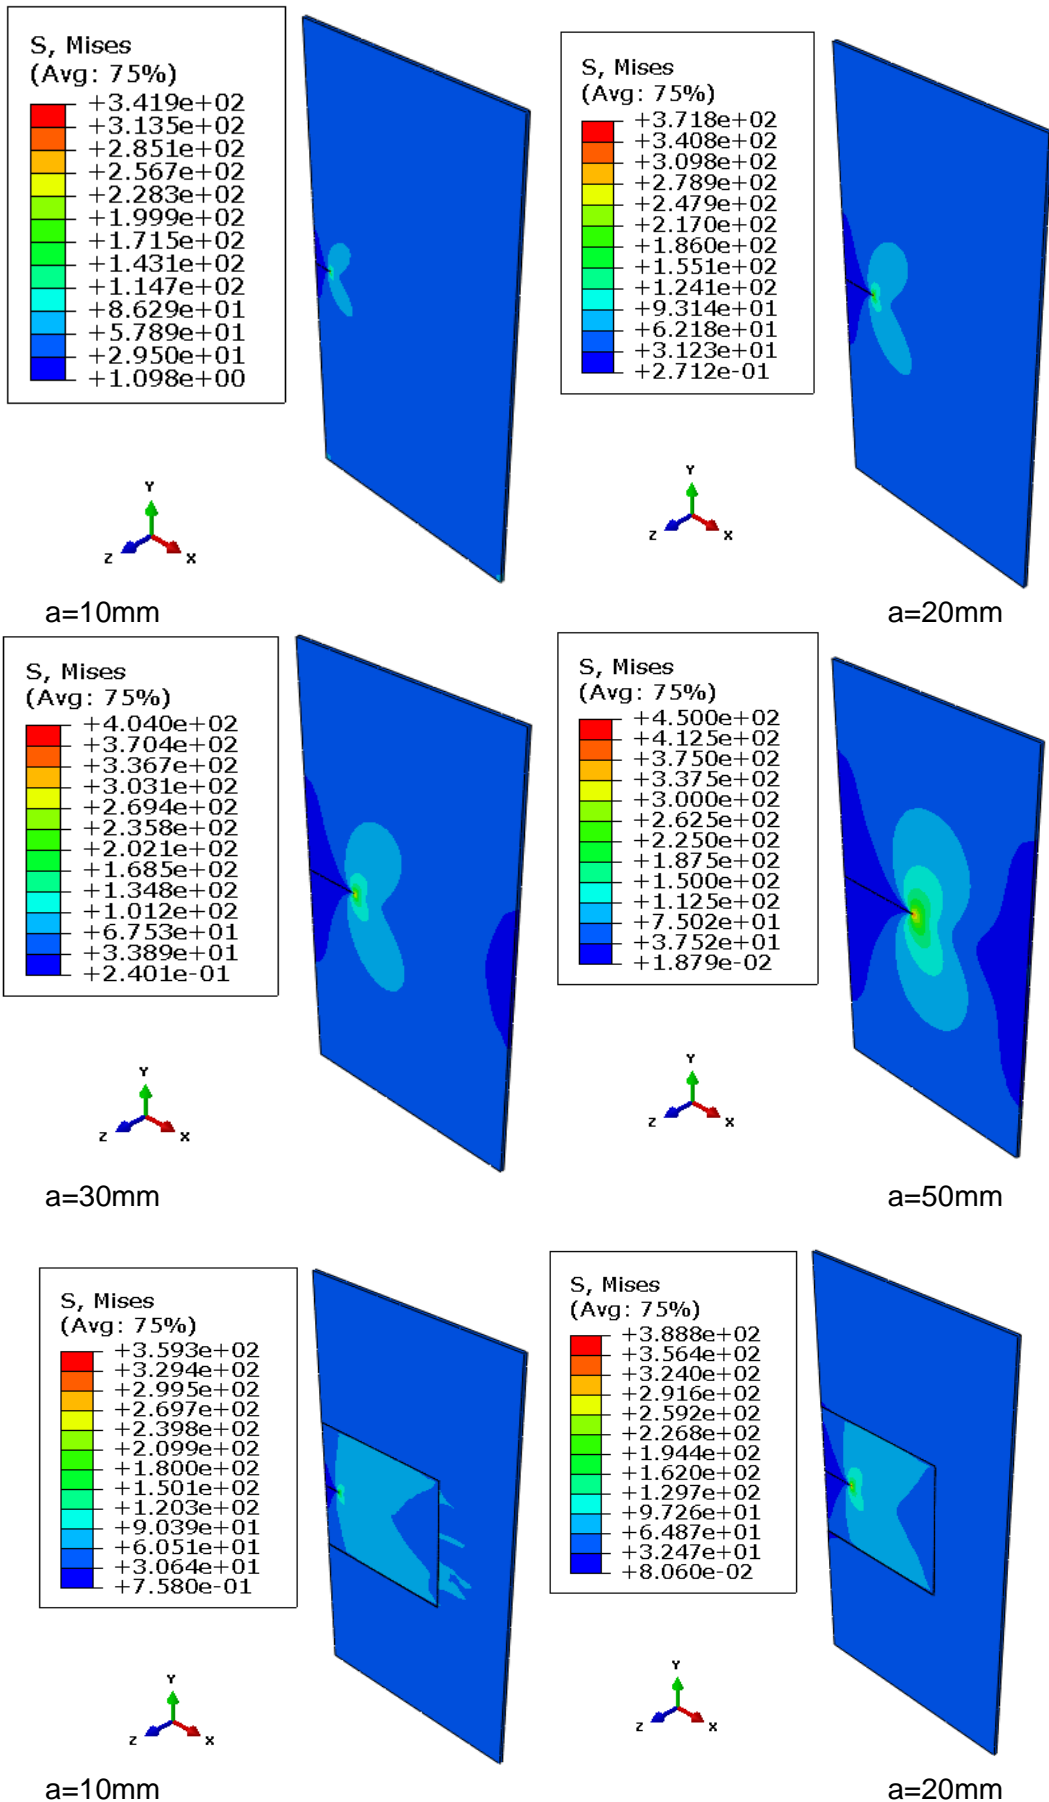 S, Mises
(Avg: 75%)
+3.419e+02
+3.135e+02
+2.851e+02
+2.567e+02
+2.283e+02
+1.999e+02
+1.715e+02
+1.431e+02
+1.147e+02
+8.629e+01
+5.789e+01
+2.950e+01
+1.098e+00
Y
Z
X
a=10mm
S, Mises
(Avg: 75%)
+3.718e+02
+3.408e+02
+3.098e+02
+2.789e+02
+2.479e+02
+2.170e+02
+1.860e+02
+1.551e+02
+1.241e+02
+9.314e+01
+6.218e+01
+3.123e+01
+2.712e-01
Y
Z
X
a=20mm
S, Mises
(Avg: 75%)
+4.040e+02
+3.704e+02
+3.367e+02
+3.031e+02
+2.694e+02
+2.358e+02
+2.021e+02
+1.685e+02
+1.348e+02
+1.012e+02
+6.753e+01
+3.389e+01
+2.401e-01
Y
Z
X
a=30mm
S, Mises
(Avg: 75%)
+4.500e+02
+4.125e+02
+3.750e+02
+3.375e+02
+3.000e+02
+2.625e+02
+2.250e+02
+1.875e+02
+1.500e+02
+1.125e+02
+7.502e+01
+3.752e+01
+1.879e-02
Y
Z
X
a=50mm
S, Mises
(Avg: 75%)
+3.593e+02
+3.294e+02
+2.995e+02
+2.697e+02
+2.398e+02
+2.099e+02
+1.800e+02
+1.501e+02
+1.203e+02
+9.039e+01
+6.051e+01
+3.064e+01
+7.580e-01
Y
Z
X
a=10mm
S, Mises
(Avg: 75%)
+3.888e+02
+3.564e+02
+3.240e+02
+2.916e+02
+2.592e+02
+2.268e+02
+1.944e+02
+1.620e+02
+1.297e+02
+9.726e+01
+6.487e+01
+3.247e+01
+8.060e-02
Y
Z
X
a=20mm